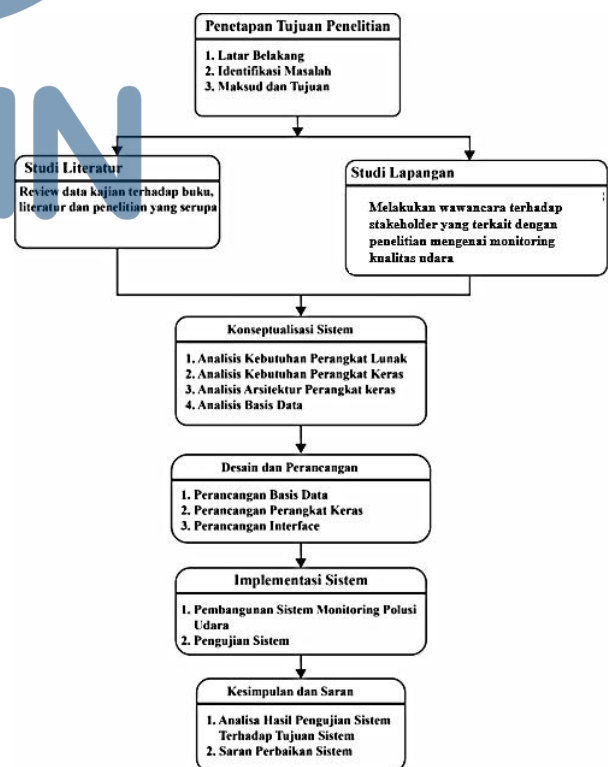 Penetapan Tujuan Penelitian
1. Latar Belakang
2. Identifikasi Masalah
3. Maksud dan Tujuan
Studi Literatur
Review data kajian terhadap buku,
literatur dan penelitian yang serupa
Studi Lapangan
Melakukan wawancara terhadap
stakeholder yang terkait dengan
penelitian mengenai monitoring
kualitas udara
Konseptualisasi Sistem
1. Analisis Kebutuhan Perangkat Lunak
2. Analisis Kebutuhan Perangkat Keras
3. Analisis Arsitektur Perangkat keras
4. Analisis Basis Data
Desain dan Perancangan
1. Perancangan Basis Data
2. Perancangan Perangkat Keras
3. Perancangan Interface
Implementasi Sistem
1. Pembangunan Sistem Monitoring Polusi
Udara
2. Pengujian Sistem
Kesimpulan dan Saran
1. Analisa Hasil Pengujian Sistem
Terhadap Tujuan Sistem
2. Saran Perbaikan Sistem